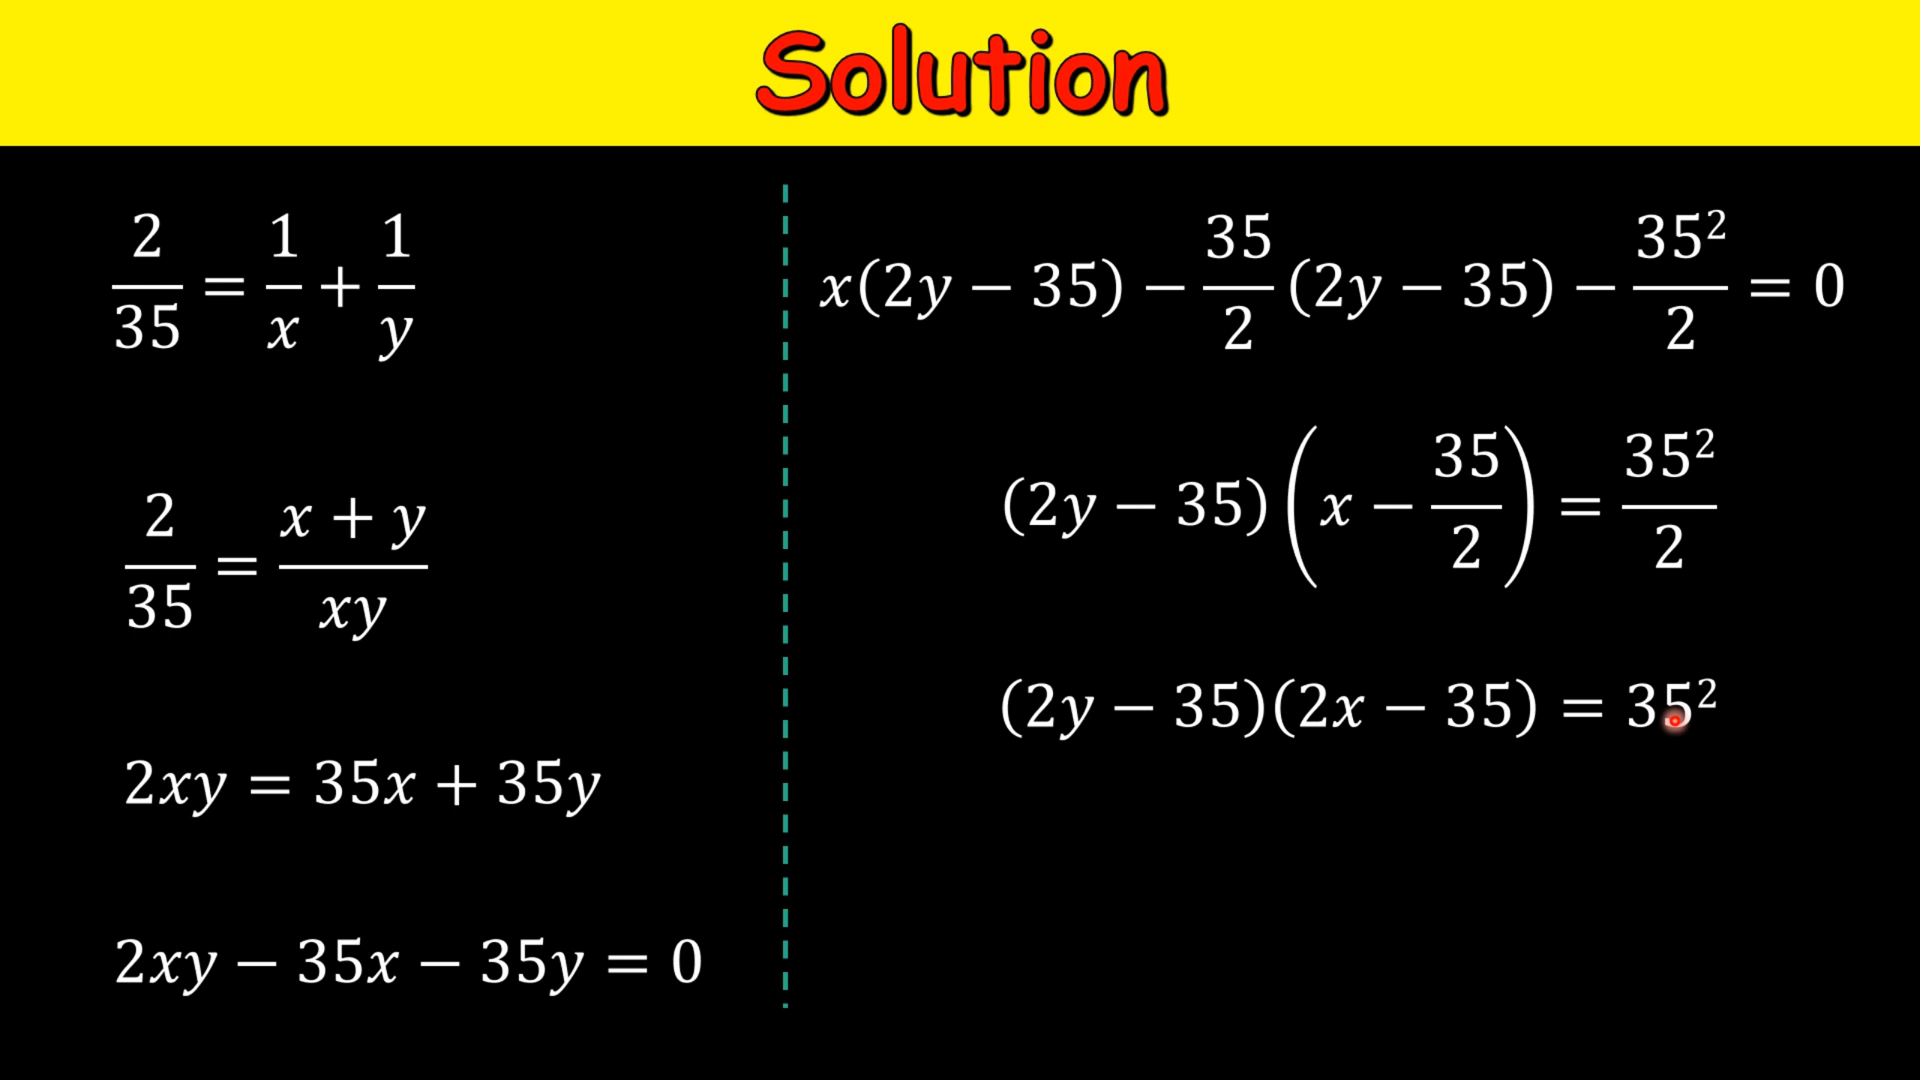 Solution
2/35 = 1/x + 1/y
2/35 = (x + y)/xy
2xy = 35x + 35y
2xy − 35x − 35y = 0
x(2y − 35) − 35/2 (2y − 35) − 35²/2 = 0
(2y − 35)(x − 35/2) = 35²/2
(2y − 35)(2x − 35) = 35²